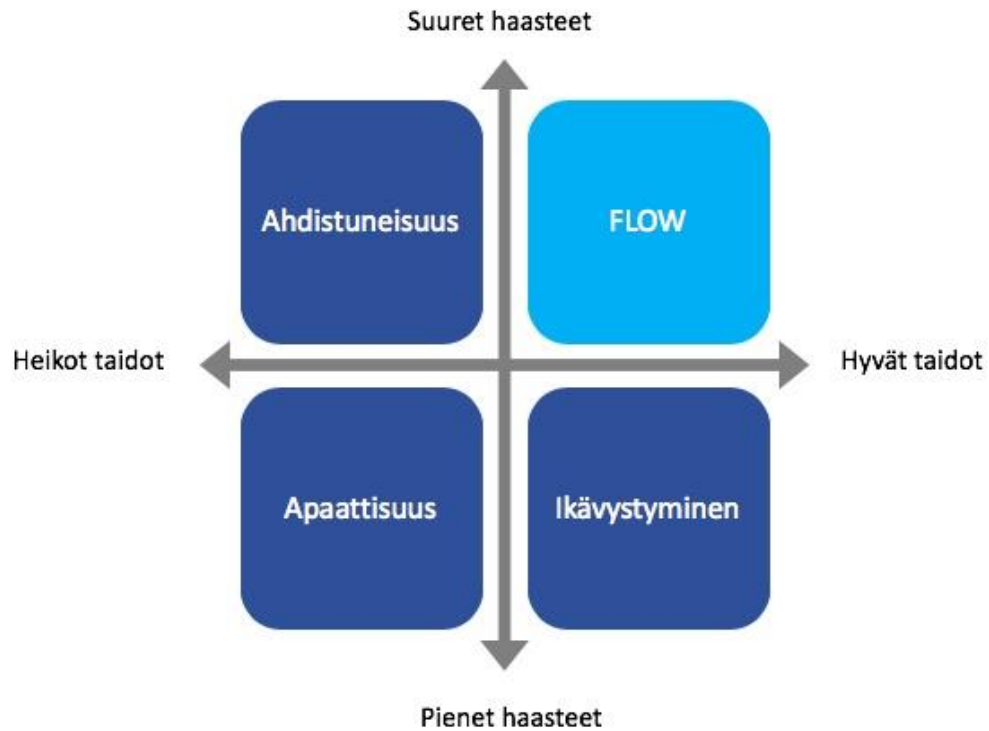 Suuret haasteet
Ahdistuneisuus
FLOW
Heikot taidot
Hyvät taidot
Apaattisuus
Ikävystyminen
Pienet haasteet